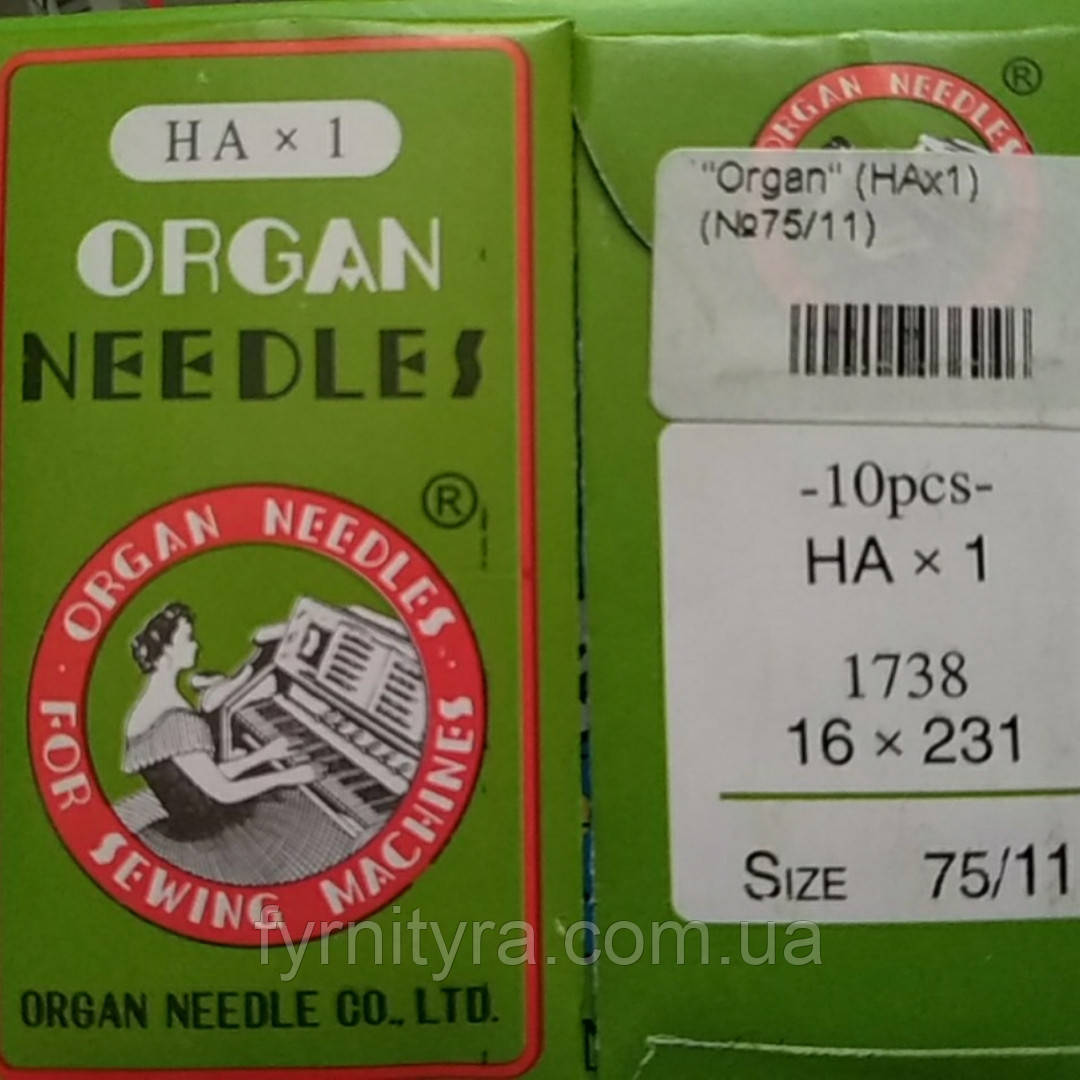 HA × 1
ORGAN
NEEDLES
®
· ORGAN NEEDLES ·
FOR SEWING MACHINES
ORGAN NEEDLE CO., LTD.
ORGAN NEEDLES
®
"Organ" (HAx1)
(№75/11)
-10pcs-
HA × 1
1738
16 × 231
SIZE 75/11
fyrnityra.com.ua